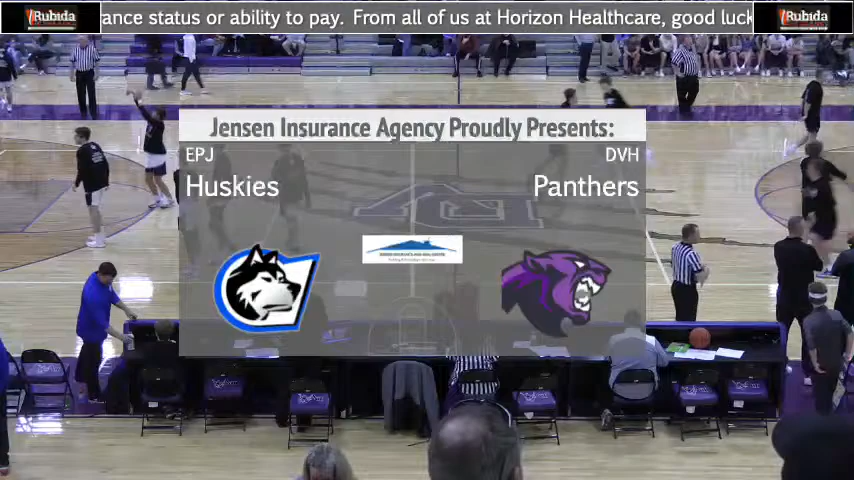 Rubida
rance status or ability to pay. From all of us at Horizon Healthcare, good luck
Rubida
Jensen Insurance Agency Proudly Presents:
EPJ
DVH
Huskies
Panthers